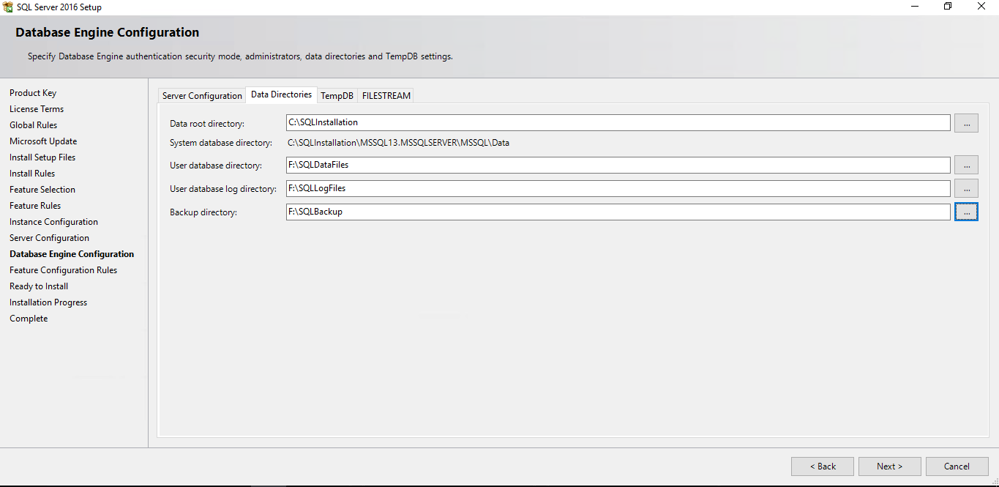 SQL Server 2016 Setup
Database Engine Configuration
Specify Database Engine authentication security mode, administrators, data directories and TempDB settings.
Product Key
License Terms
Global Rules
Microsoft Update
Install Setup Files
Install Rules
Feature Selection
Feature Rules
Instance Configuration
Server Configuration
Database Engine Configuration
Feature Configuration Rules
Ready to Install
Installation Progress
Complete
Server Configuration Data Directories TempDB FILESTREAM
Data root directory: C:\SQLInstallation ...
System database directory: C:\SQLInstallation\MSSQL13.MSSQLSERVER\MSSQL\Data
User database directory: F:\SQLDataFiles ...
User database log directory: F:\SQLLogFiles ...
Backup directory: F:\SQLBackup ...
< Back Next > Cancel